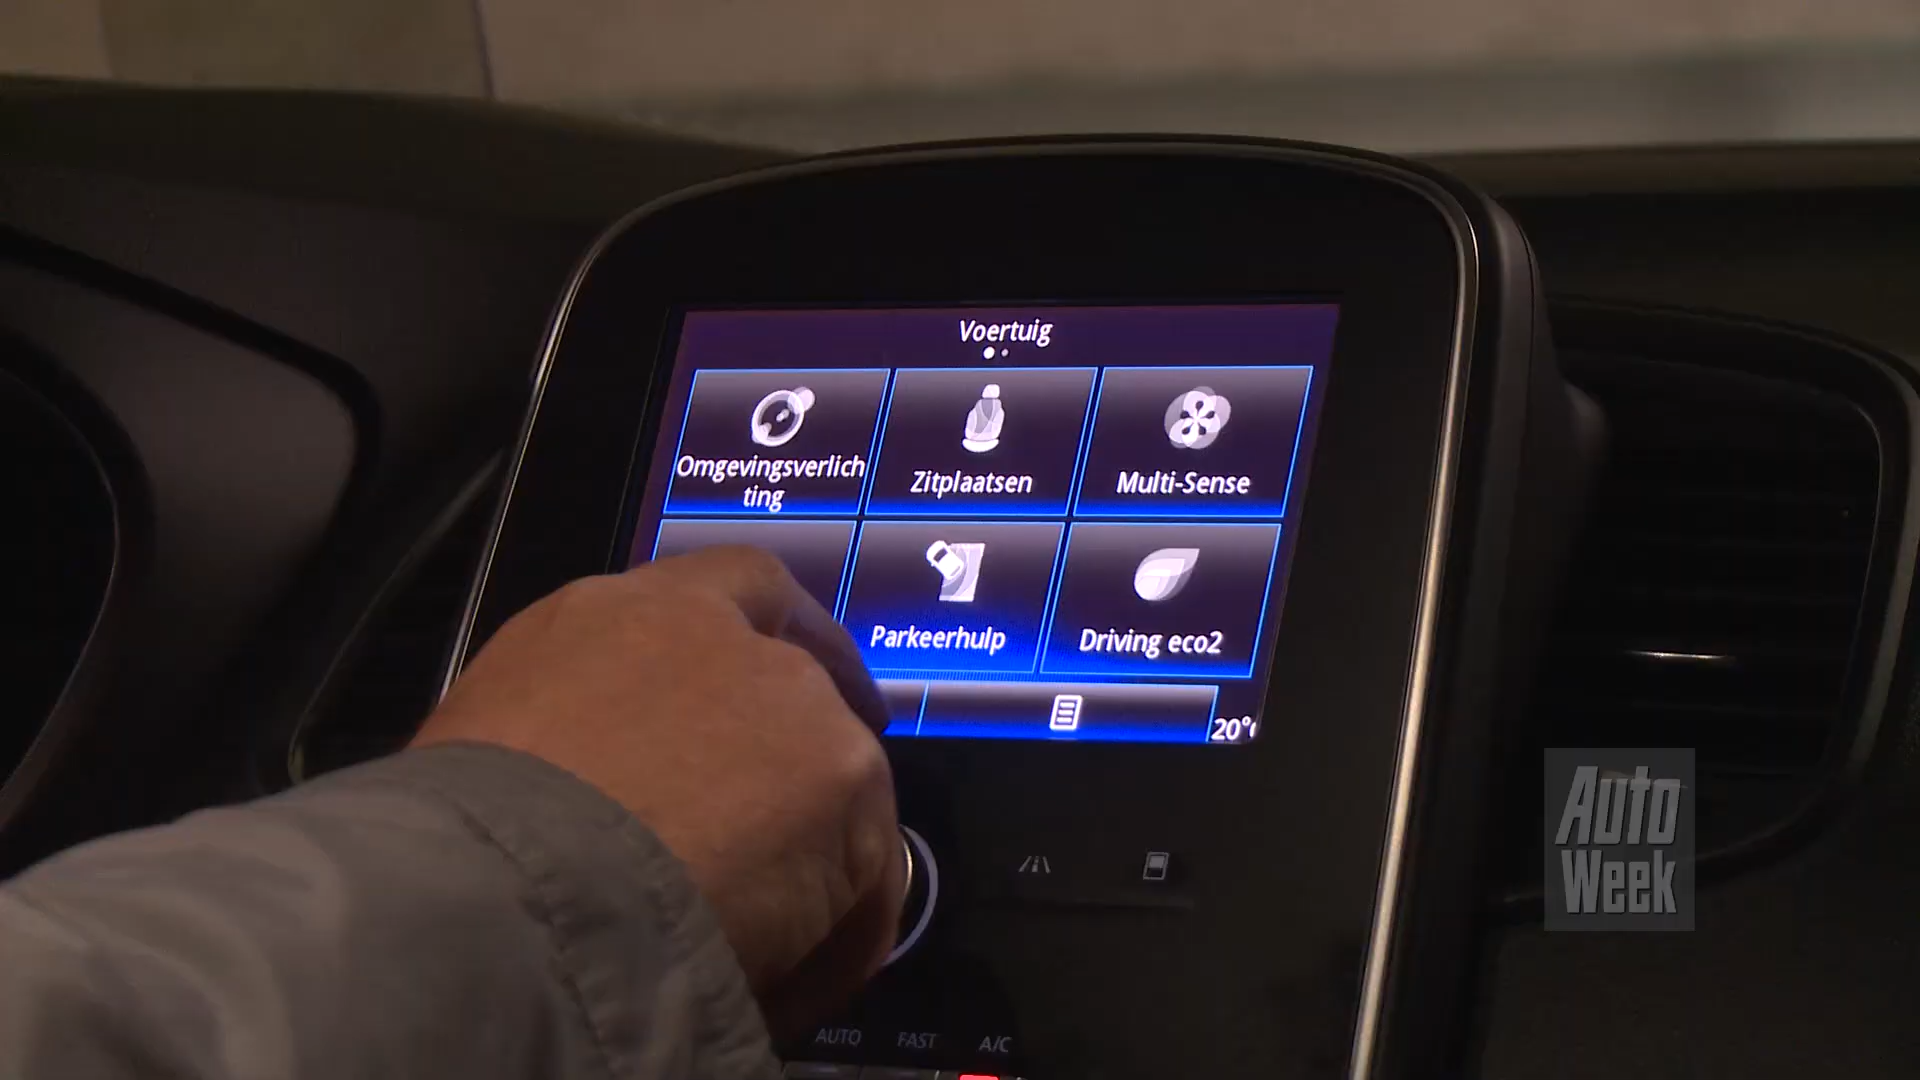 Voertuig
Omgevingsverlich
ting
Zitplaatsen
Multi-Sense
Parkeerhulp
Driving eco2
20°
Auto
Week
AUTO
FAST
A/C